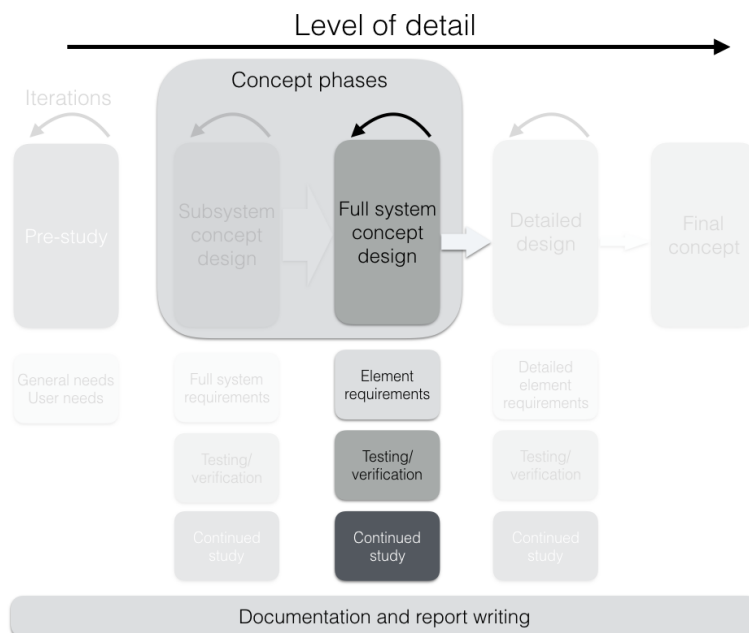 Level of detail
Concept phases
Iterations
Pre-study
Subsystem
concept
design
Full system
concept
design
Detailed
design
Final
concept
General needs
User needs
Full system
requirements
Element
requirements
Detailed
element
requirements
Testing/
verification
Testing/
verification
Testing/
verification
Continued
study
Continued
study
Continued
study
Documentation and report writing